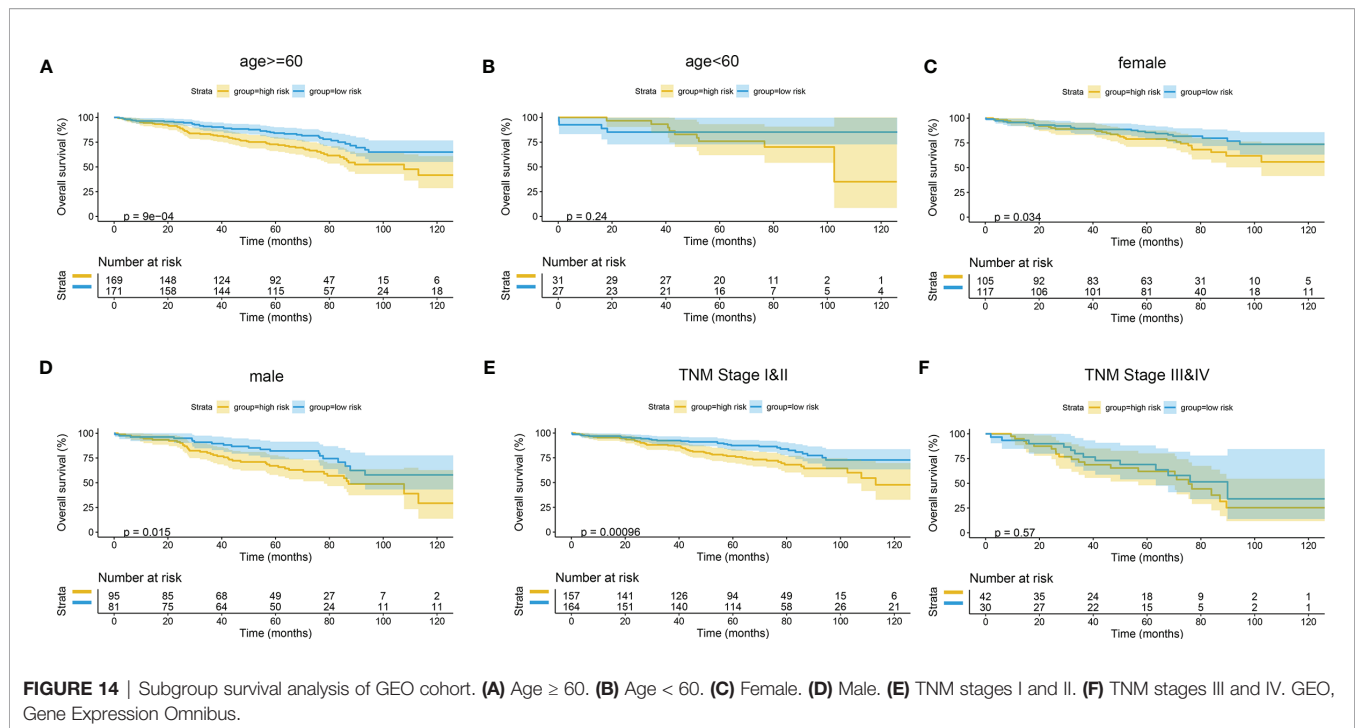 A
age>=60
Strata group=high risk group=low risk
Overall survival (%)
100
75
50
25
0
p = 9e−04
0 20 40 60 80 100 120
Time (months)
Number at risk
Strata
169 148 124 92 47 15 6
171 158 144 115 57 24 18
0 20 40 60 80 100 120
Time (months)
B
age<60
Strata group=high risk group=low risk
Overall survival (%)
100
75
50
25
0
p = 0.24
0 20 40 60 80 100 120
Time (months)
Number at risk
Strata
31 29 27 20 11 2 1
27 23 21 16 7 5 4
0 20 40 60 80 100 120
Time (months)
C
female
Strata group=high risk group=low risk
Overall survival (%)
100
75
50
25
0
p = 0.034
0 20 40 60 80 100 120
Time (months)
Number at risk
Strata
105 92 83 63 31 10 5
117 106 101 81 40 18 11
0 20 40 60 80 100 120
Time (months)
D
male
Strata group=high risk group=low risk
Overall survival (%)
100
75
50
25
0
p = 0.015
0 20 40 60 80 100 120
Time (months)
Number at risk
Strata
95 85 68 49 27 7 2
81 75 64 50 24 11 11
0 20 40 60 80 100 120
Time (months)
E
TNM Stage I&II
Strata group=high risk group=low risk
Overall survival (%)
100
75
50
25
0
p = 0.00096
0 20 40 60 80 100 120
Time (months)
Number at risk
Strata
157 141 126 94 49 15 6
164 151 140 114 58 26 21
0 20 40 60 80 100 120
Time (months)
F
TNM Stage III&IV
Strata group=high risk group=low risk
Overall survival (%)
100
75
50
25
0
p = 0.57
0 20 40 60 80 100 120
Time (months)
Number at risk
Strata
42 35 24 18 9 2 1
30 27 22 15 5 2 1
0 20 40 60 80 100 120
Time (months)
FIGURE 14 | Subgroup survival analysis of GEO cohort. (A) Age ≥ 60. (B) Age < 60. (C) Female. (D) Male. (E) TNM stages I and II. (F) TNM stages III and IV. GEO,
Gene Expression Omnibus.